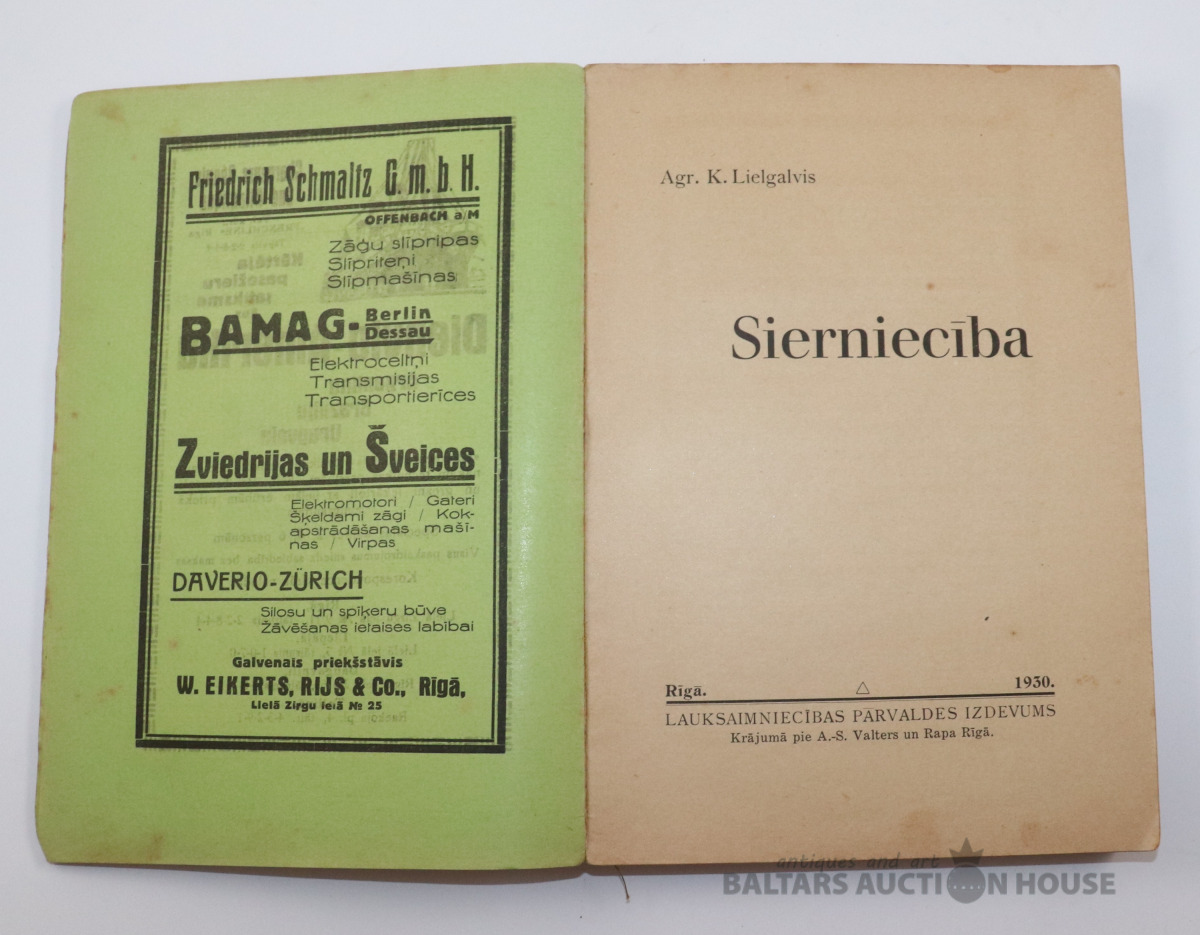 Friedrich Schmaltz G. m. b. H.
OFFENBACH a/M
Zāģu slīpripas
Slīpriteņi
Slīpmašīnas
BAMAG- Berlin
Dessau
Elektroceltņi
Transmisijas
Transportierīces
Zviedrijas un Šveices
Elektromotori / Gateri
Šķeldami zāgi / Kok-
apstrādāšanas mašī-
nas / Virpas
DAVERIO-ZÜRICH
Silosu un spīķeru būve
Žāvēšanas ietaises labībai
Galvenais priekšstāvis
W. EIKERTS, RIJS & Co., Rīgā,
Lielā Zirgu ielā № 25
Agr. K. Lielgalvis
Sierniecība
Rīgā. 1930.
LAUKSAIMNIECĪBAS PĀRVALDES IZDEVUMS
Krājumā pie A.-S. Valters un Rapa Rīgā.
antiques and art
BALTARS AUCTION HOUSE